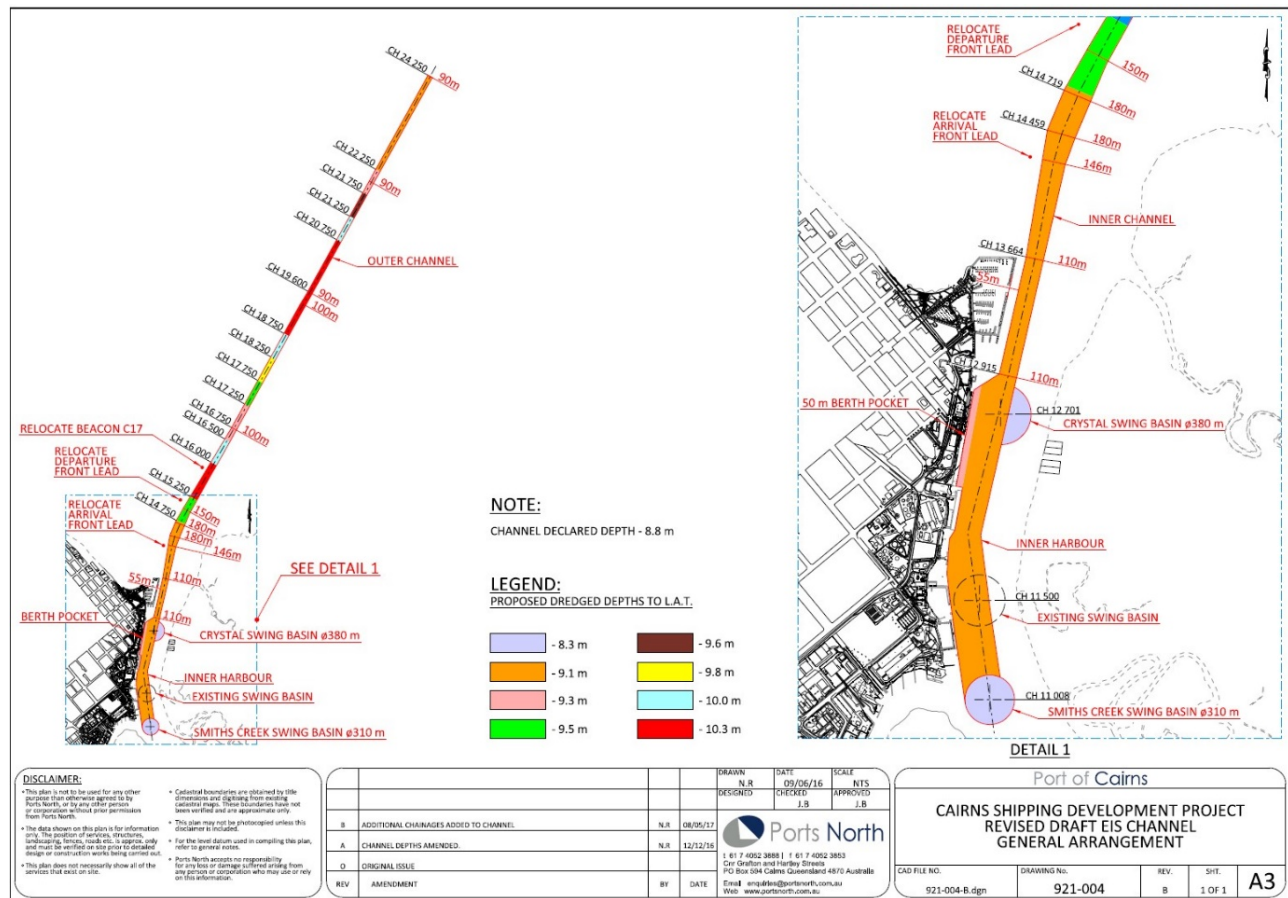 CH 24 250
90m
CH 22 250
CH 21 750
90m
CH 21 250
CH 20 750
OUTER CHANNEL
CH 19 600
90m
100m
CH 18 750
CH 18 250
CH 17 750
CH 17 250
CH 16 750
CH 16 500
100m
CH 16 000
RELOCATE BEACON C17
RELOCATE
DEPARTURE
FRONT LEAD
CH 15 250
CH 14 750
150m
180m
180m
146m
RELOCATE
ARRIVAL
FRONT LEAD
SEE DETAIL 1
55m
110m
BERTH POCKET
110m
CRYSTAL SWING BASIN ø380 m
INNER HARBOUR
EXISTING SWING BASIN
SMITHS CREEK SWING BASIN ø310 m
NOTE:
CHANNEL DECLARED DEPTH - 8.8 m
LEGEND:
PROPOSED DREDGED DEPTHS TO L.A.T.
- 8.3 m
- 9.6 m
- 9.1 m
- 9.8 m
- 9.3 m
- 10.0 m
- 9.5 m
- 10.3 m
RELOCATE
DEPARTURE
FRONT LEAD
150m
CH 14 719
180m
RELOCATE
ARRIVAL
FRONT LEAD
CH 14 459
180m
146m
INNER CHANNEL
CH 13 664
110m
55m
CH 12 915
110m
50 m BERTH POCKET
CH 12 701
CRYSTAL SWING BASIN ø380 m
INNER HARBOUR
CH 11 500
EXISTING SWING BASIN
CH 11 008
SMITHS CREEK SWING BASIN ø310 m
DETAIL 1
DISCLAIMER:
• This plan is not to be used for any other
purpose than otherwise agreed to by
Ports North, or by any other person
or corporation without prior permission
from Ports North.
• The data shown on this plan is for information
only. The position of services, structures,
landscaping, fences, roads etc. is approx. only
and must be verified on site prior to detailed
design or construction works being carried out.
• This plan does not necessarily show all of the
services that exist on site.
• Cadastral boundaries are obtained by title
dimensions and digitising from existing
cadastral maps. These boundaries have not
been verified and are approximate only.
• This plan may not be photocopied unless this
disclaimer is included.
• For the level datum used in compiling this plan,
refer to general notes.
• Ports North accepts no responsibility
for any loss or damage suffered arising from
any person or corporation who may use or rely
on this information.
B ADDITIONAL CHAINAGES ADDED TO CHANNEL N.R 08/05/17
A CHANNEL DEPTHS AMENDED. N.R 12/12/16
O ORIGINAL ISSUE
REV AMENDMENT BY DATE
DRAWN DATE SCALE
N.R 09/06/16 NTS
DESIGNED CHECKED APPROVED
J.B J.B
Ports North
t 61 7 4052 3888 | f 61 7 4052 3853
Cnr Grafton and Hartley Streets
PO Box 594 Cairns Queensland 4870 Australia
Email enquiries@portsnorth.com.au
Web www.portsnorth.com.au
Port of Cairns
CAIRNS SHIPPING DEVELOPMENT PROJECT
REVISED DRAFT EIS CHANNEL
GENERAL ARRANGEMENT
CAD FILE NO. DRAWING No. REV. SHT.
921-004-B.dgn 921-004 B 1 OF 1 A3